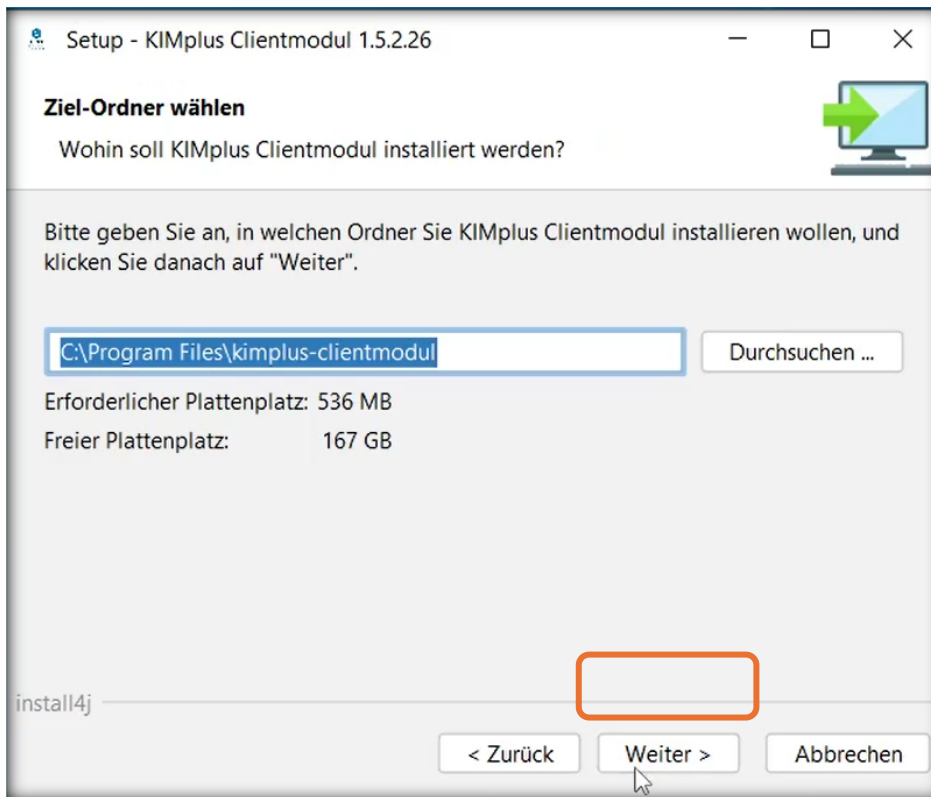 Setup - KIMplus Clientmodul 1.5.2.26
Ziel-Ordner wählen
Wohin soll KIMplus Clientmodul installiert werden?
Bitte geben Sie an, in welchen Ordner Sie KIMplus Clientmodul installieren wollen, und
klicken Sie danach auf "Weiter".
C:\Program Files\kimplus-clientmodul
Durchsuchen ...
Erforderlicher Plattenplatz: 536 MB
Freier Plattenplatz: 167 GB
install4j
< Zurück
Weiter >
Abbrechen